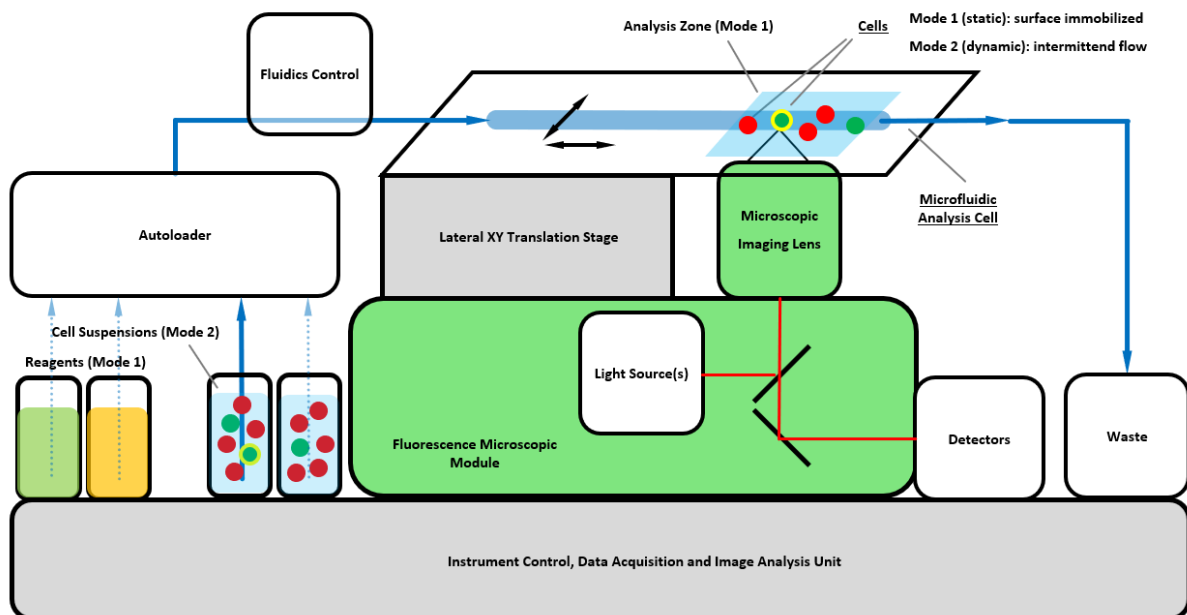 Analysis Zone (Mode 1)
Cells
Mode 1 (static): surface immobilized
Mode 2 (dynamic): intermittend flow
Fluidics Control
Microfluidic
Analysis Cell
Autoloader
Lateral XY Translation Stage
Microscopic
Imaging Lens
Cell Suspensions (Mode 2)
Reagents (Mode 1)
Light Source(s)
Fluorescence Microscopic
Module
Detectors
Waste
Instrument Control, Data Acquisition and Image Analysis Unit